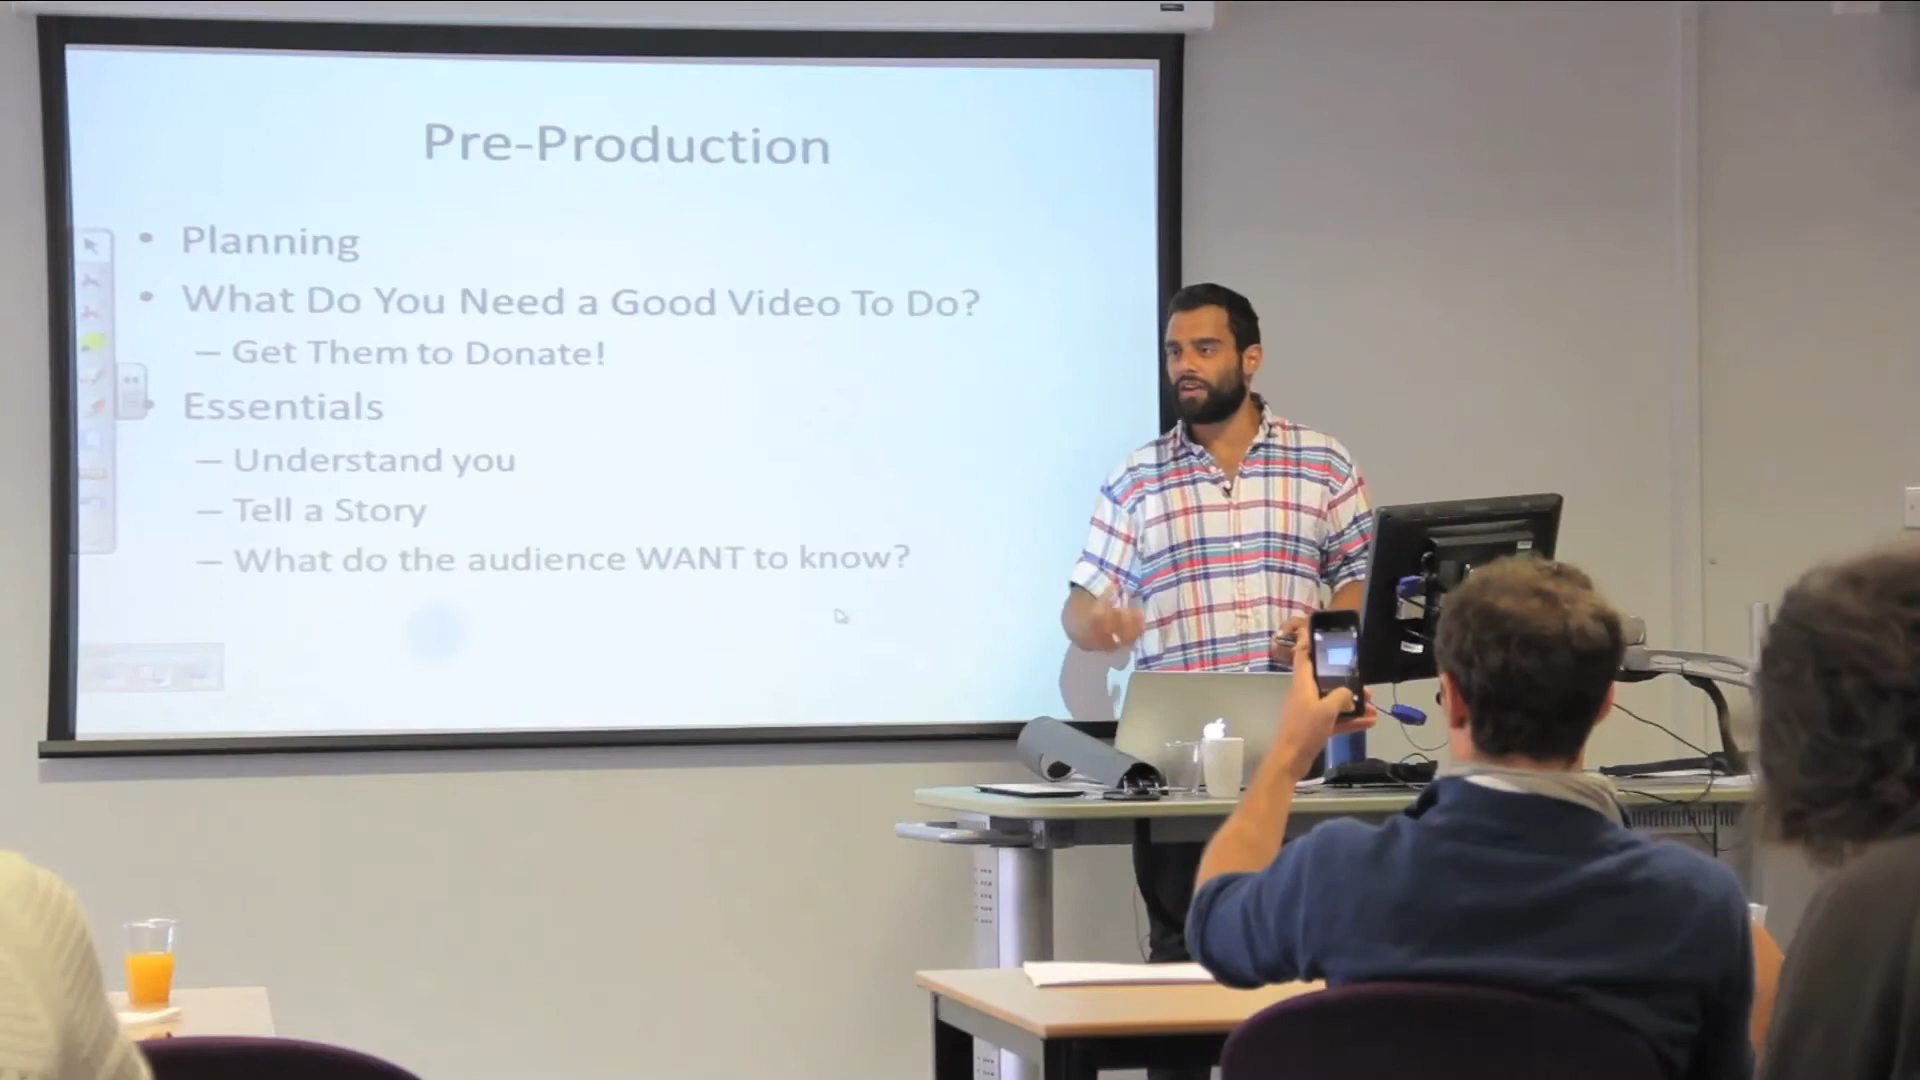 Pre-Production
• Planning
• What Do You Need a Good Video To Do?
– Get Them to Donate!
• Essentials
– Understand you
– Tell a Story
– What do the audience WANT to know?